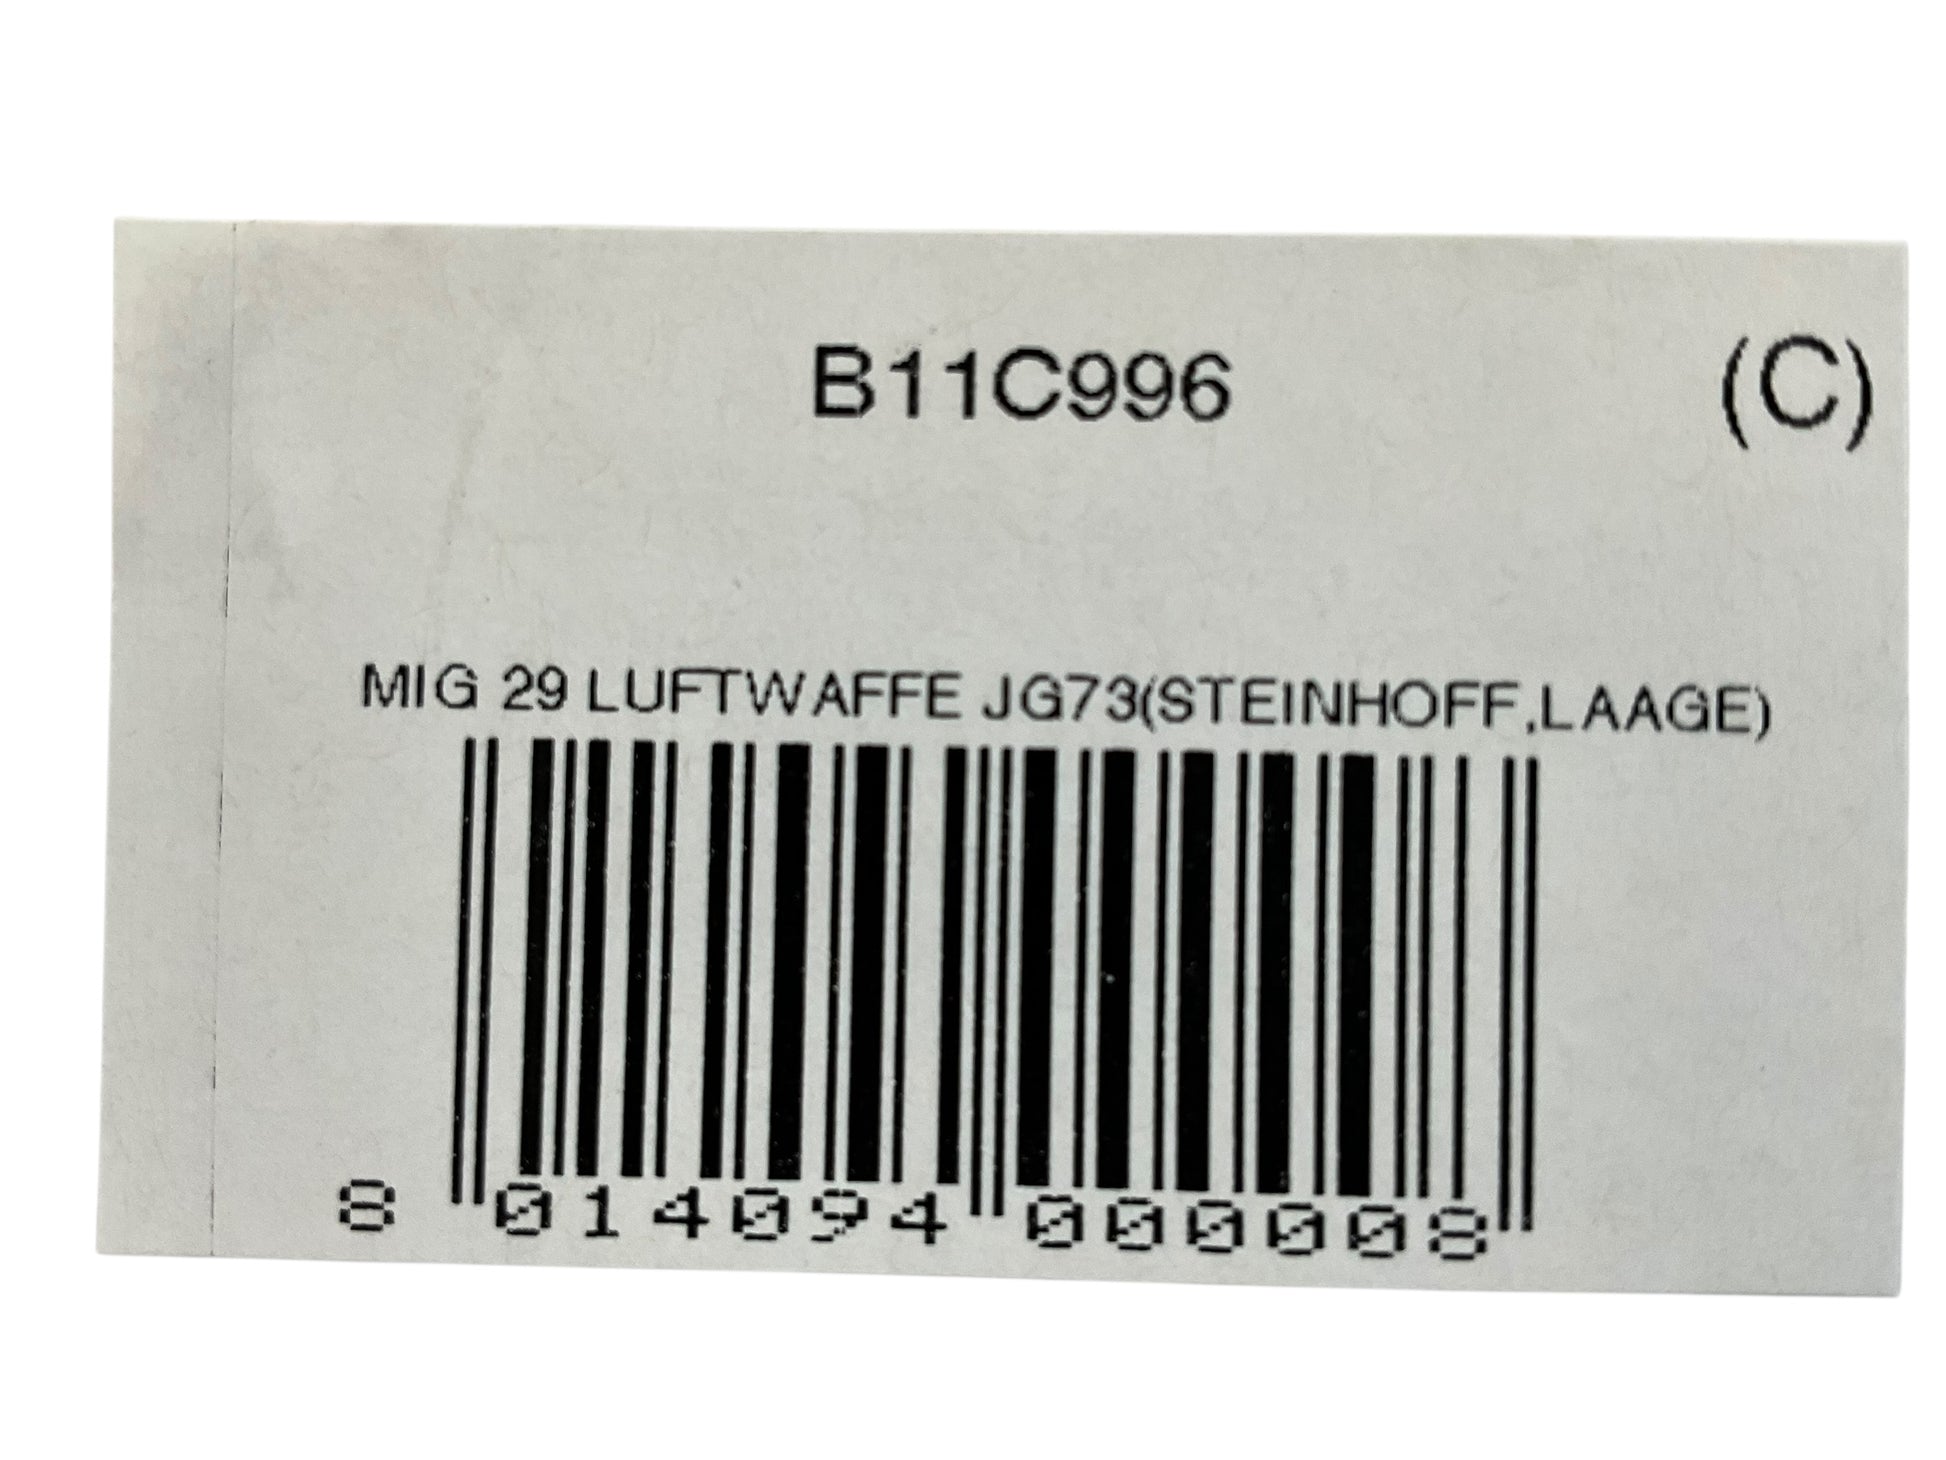 B11C996 (C)
MIG 29 LUFTWAFFE JG73(STEINHOFF,LAAGE)
8 014094 000008